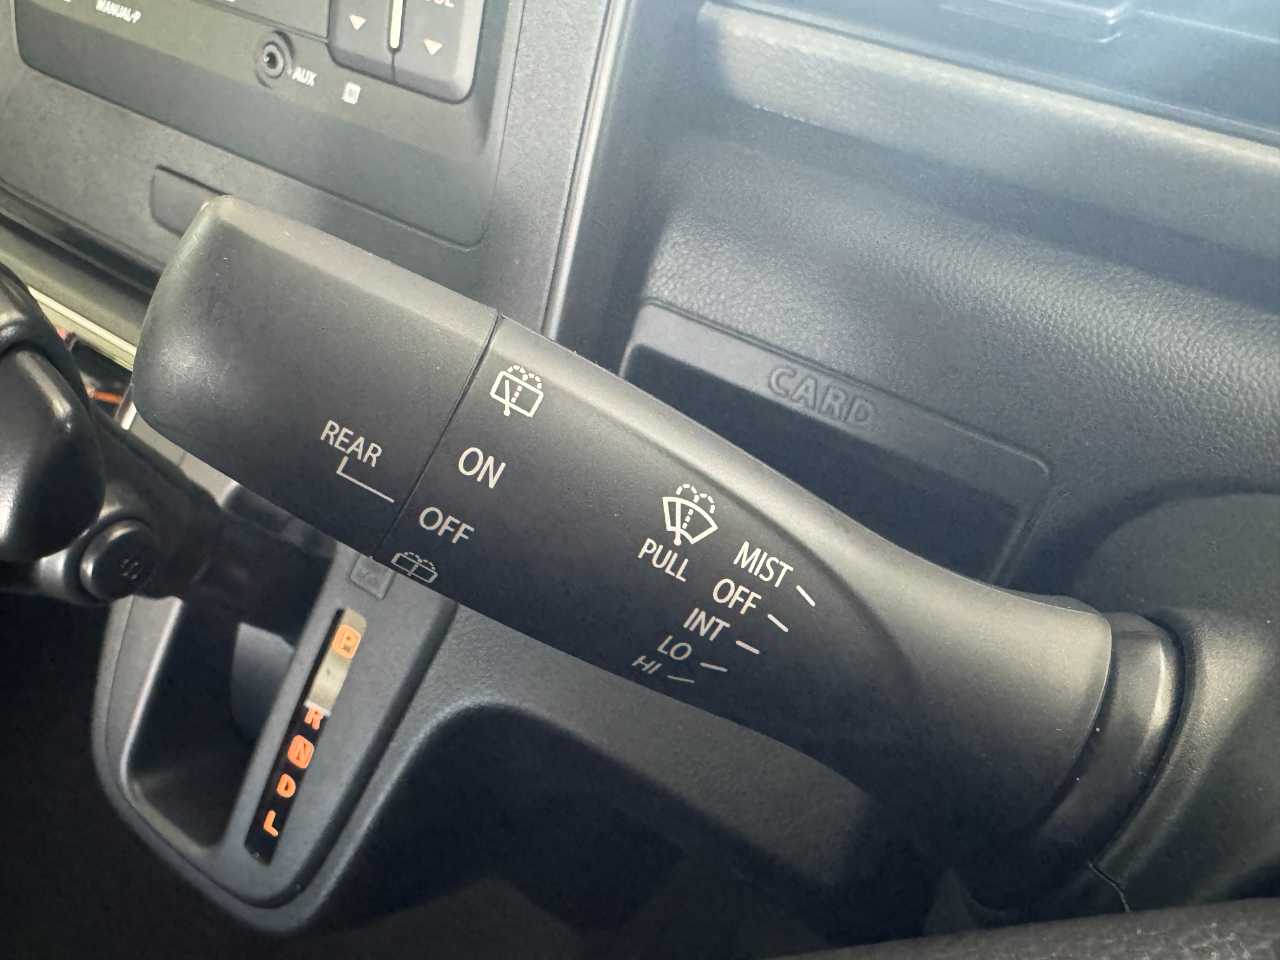 MANUAL-P
AUX
CARD
REAR
ON
OFF
PULL
MIST
OFF
INT
LO
HI
P
R
N
D
L